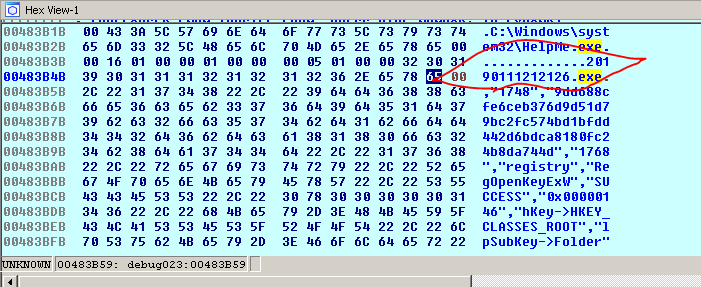 Hex View-1
00483B1B 00 43 3A 5C 57 69 6E 64 6F 77 73 5C 73 79 73 74 .C:\Windows\syst
00483B2B 65 6D 33 32 5C 48 65 6C 70 4D 65 2E 65 78 65 00 em32\HelpMe.exe.
00483B3B 00 16 01 00 00 01 00 00 00 05 01 00 00 32 30 31 .............201
00483B4B 39 30 31 31 31 32 31 32 31 32 36 2E 65 78 65 00 90111212126.exe.
00483B5B 2C 22 31 37 34 38 22 2C 22 39 64 64 36 38 38 63 ,"1748","9dd688c
00483B6B 66 65 36 63 65 62 33 37 36 64 39 64 35 31 64 37 fe6ceb376d9d51d7
00483B7B 39 62 63 32 66 63 35 37 34 62 64 31 62 66 64 64 9bc2fc574bd1bfdd
00483B8B 34 34 32 64 36 62 64 63 61 38 31 38 30 66 63 32 442d6bdca8180fc2
00483B9B 34 62 38 64 61 37 34 34 64 22 2C 22 31 37 36 38 4b8da744d","1768
00483BAB 22 2C 22 72 65 67 69 73 74 72 79 22 2C 22 52 65 ","registry","Re
00483BBB 67 4F 70 65 6E 4B 65 79 45 78 57 22 2C 22 53 55 gOpenKeyExW","SU
00483BCB 43 43 45 53 53 22 2C 22 30 78 30 30 30 30 30 31 CCESS","0x000001
00483BDB 34 36 22 2C 22 68 4B 65 79 2D 3E 48 4B 45 59 5F 46","hKey->HKEY_
00483BEB 43 4C 41 53 53 45 53 5F 52 4F 4F 54 22 2C 22 6C CLASSES_ROOT","l
00483BFB 70 53 75 62 4B 65 79 2D 3E 46 6F 6C 64 65 72 22 pSubKey->Folder"
UNKNOWN 00483B59: debug023:00483B59